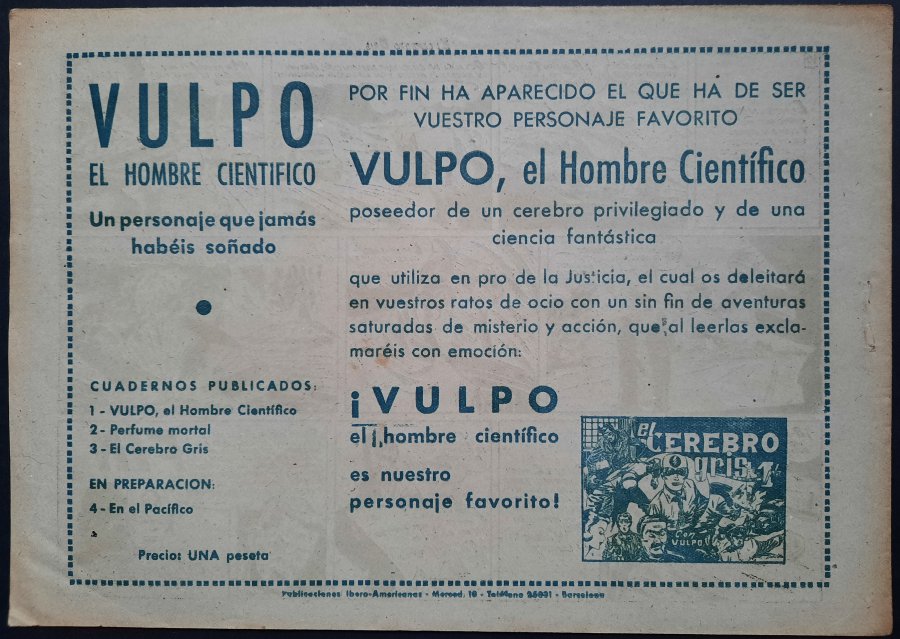 VULPO
EL HOMBRE CIENTIFICO
Un personaje que jamás
habéis soñado
CUADERNOS PUBLICADOS:
1 - VULPO, el Hombre Científico
2 - Perfume mortal
3 - El Cerebro Gris
EN PREPARACION:
4 - En el Pacífico
Precio: UNA peseta
POR FIN HA APARECIDO EL QUE HA DE SER
VUESTRO PERSONAJE FAVORITO
VULPO, el Hombre Científico
poseedor de un cerebro privilegiado y de una
ciencia fantástica
que utiliza en pro de la Justicia, el cual os deleitará
en vuestros ratos de ocio con un sin fin de aventuras
saturadas de misterio y acción, que al leerlas excla-
maréis con emoción:
¡VULPO
el hombre científico
es nuestro
personaje favorito!
el CEREBRO
gris
Con
VULPO
Publicaciones Ibero-Americanas - Merced, 18 - Teléfono 25031 - Barcelona